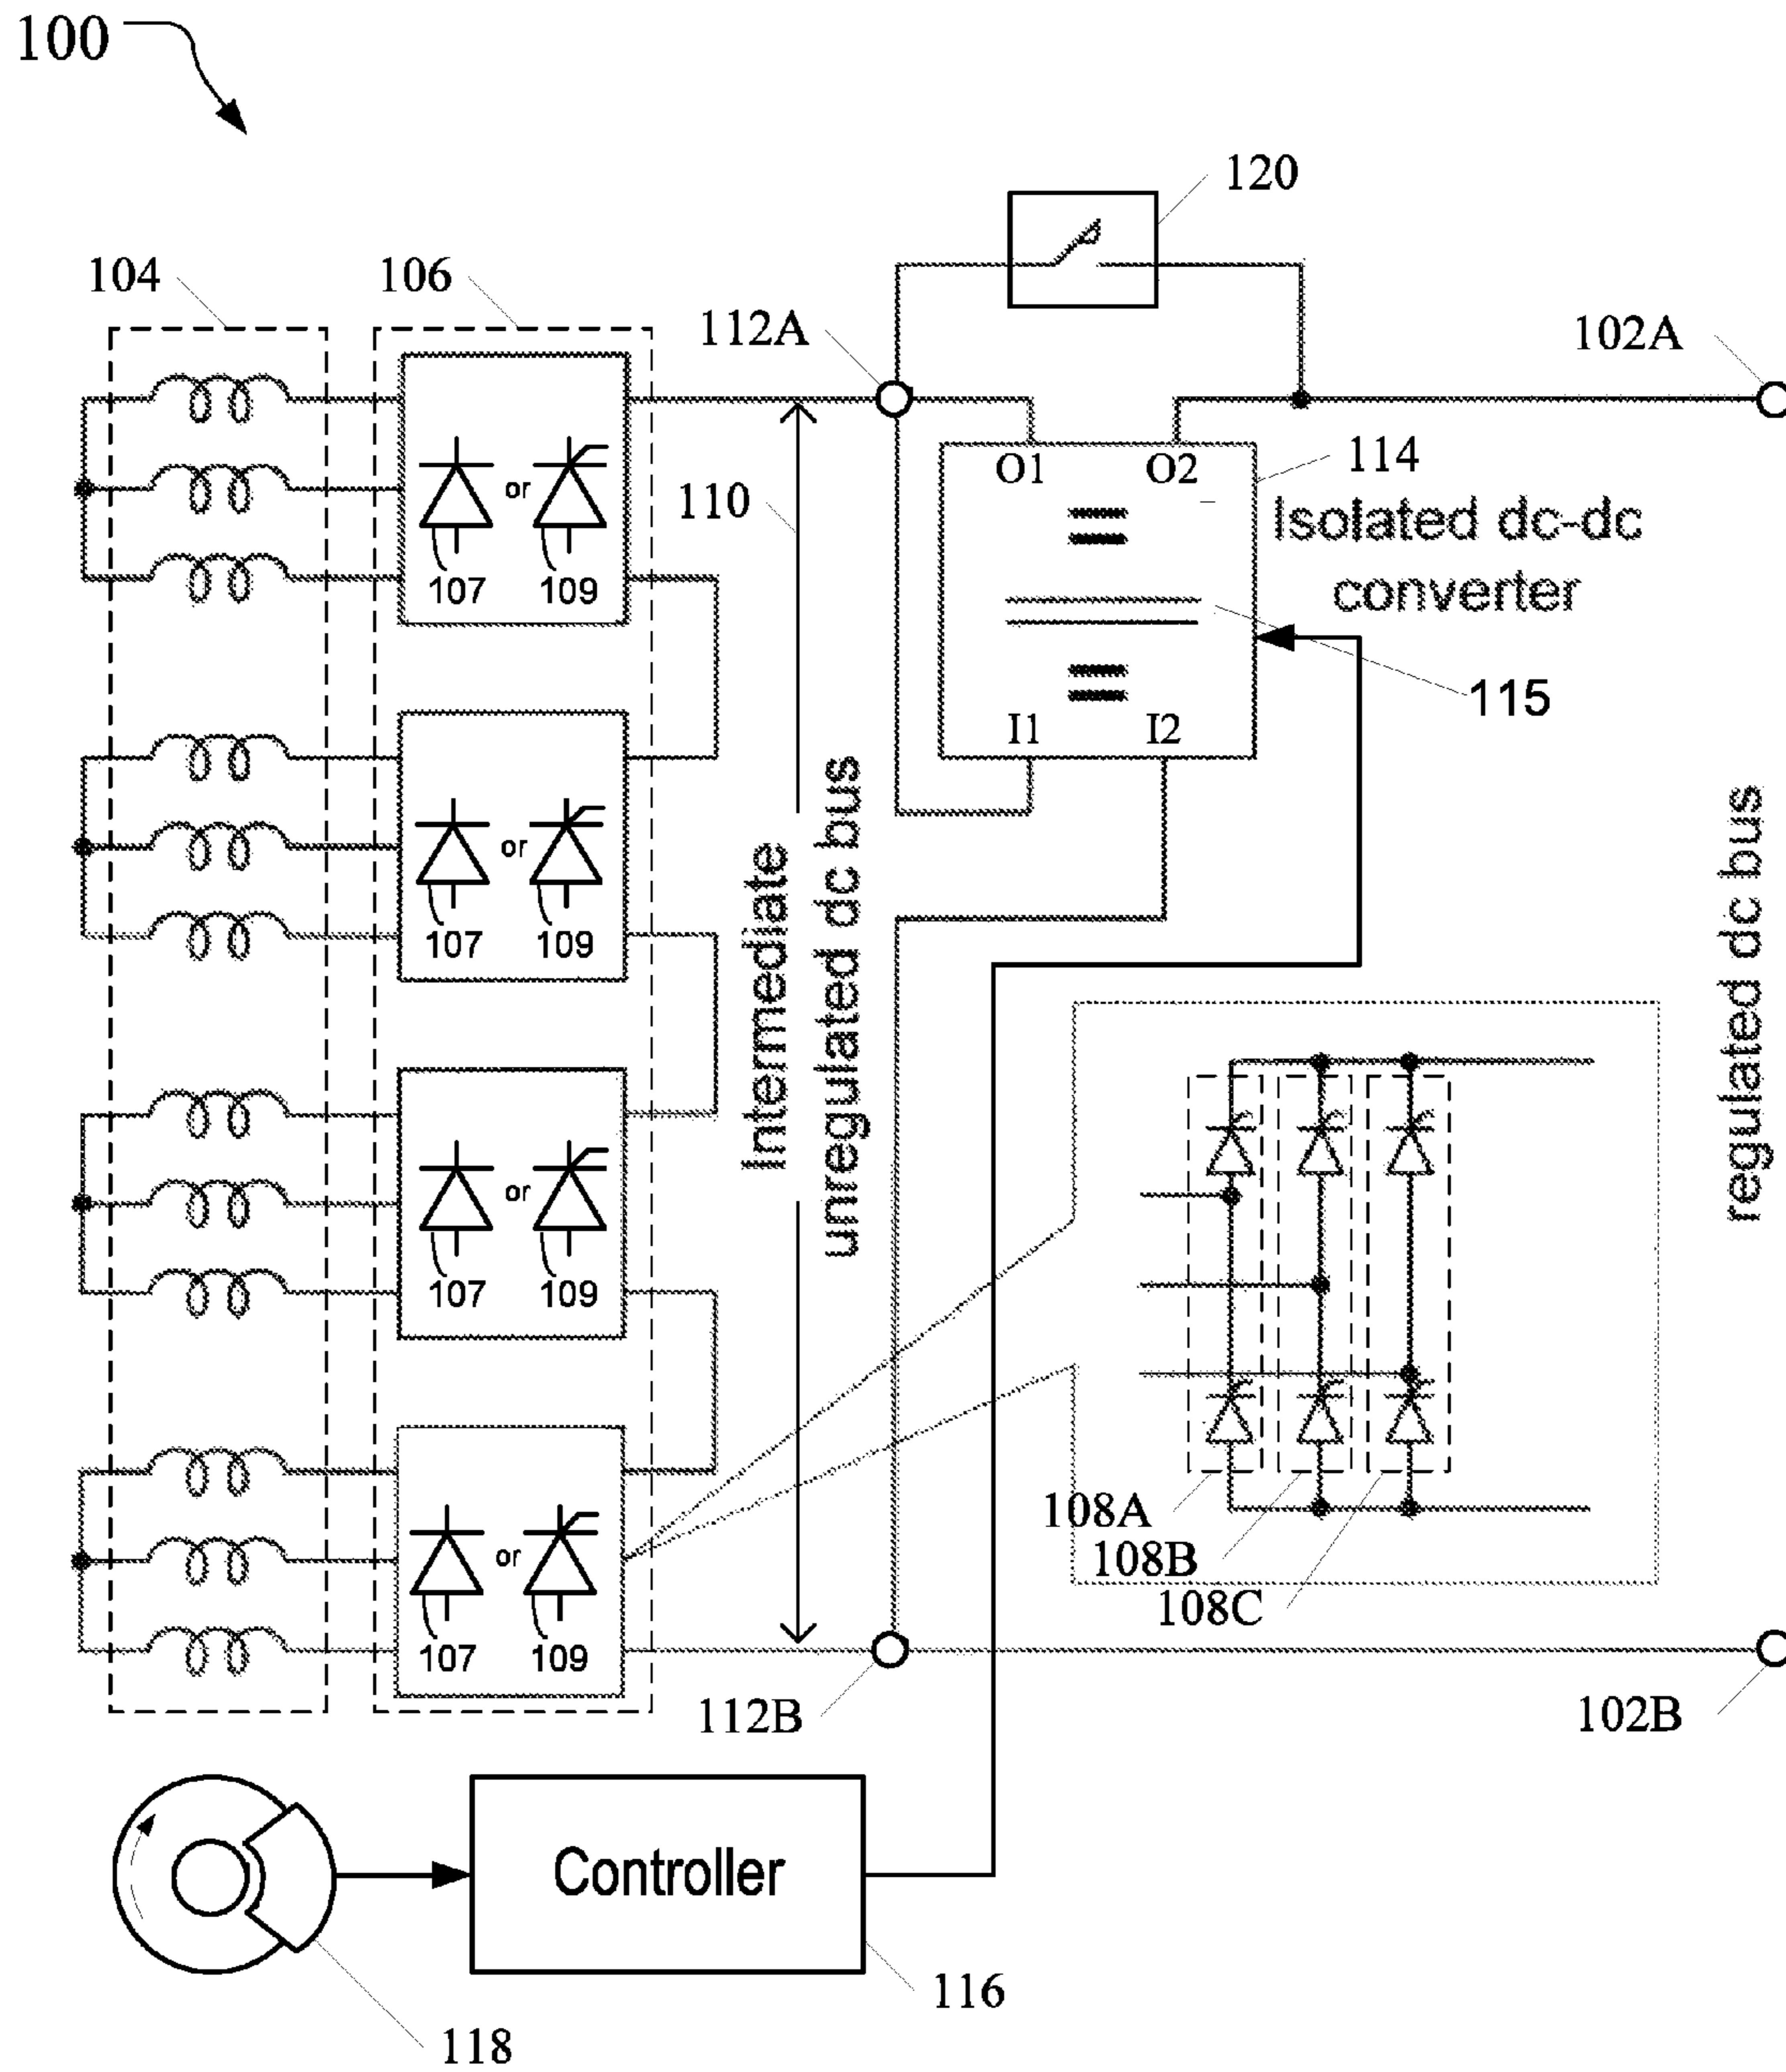 100
120
104
106
112A
102A
O1
O2
114
Isolated dc-dc
converter
110
or
107
109
115
I1
I2
or
107
109
Intermediate
unregulated dc bus
regulated dc bus
or
107
109
108A
108B
108C
or
107
109
112B
102B
Controller
116
118